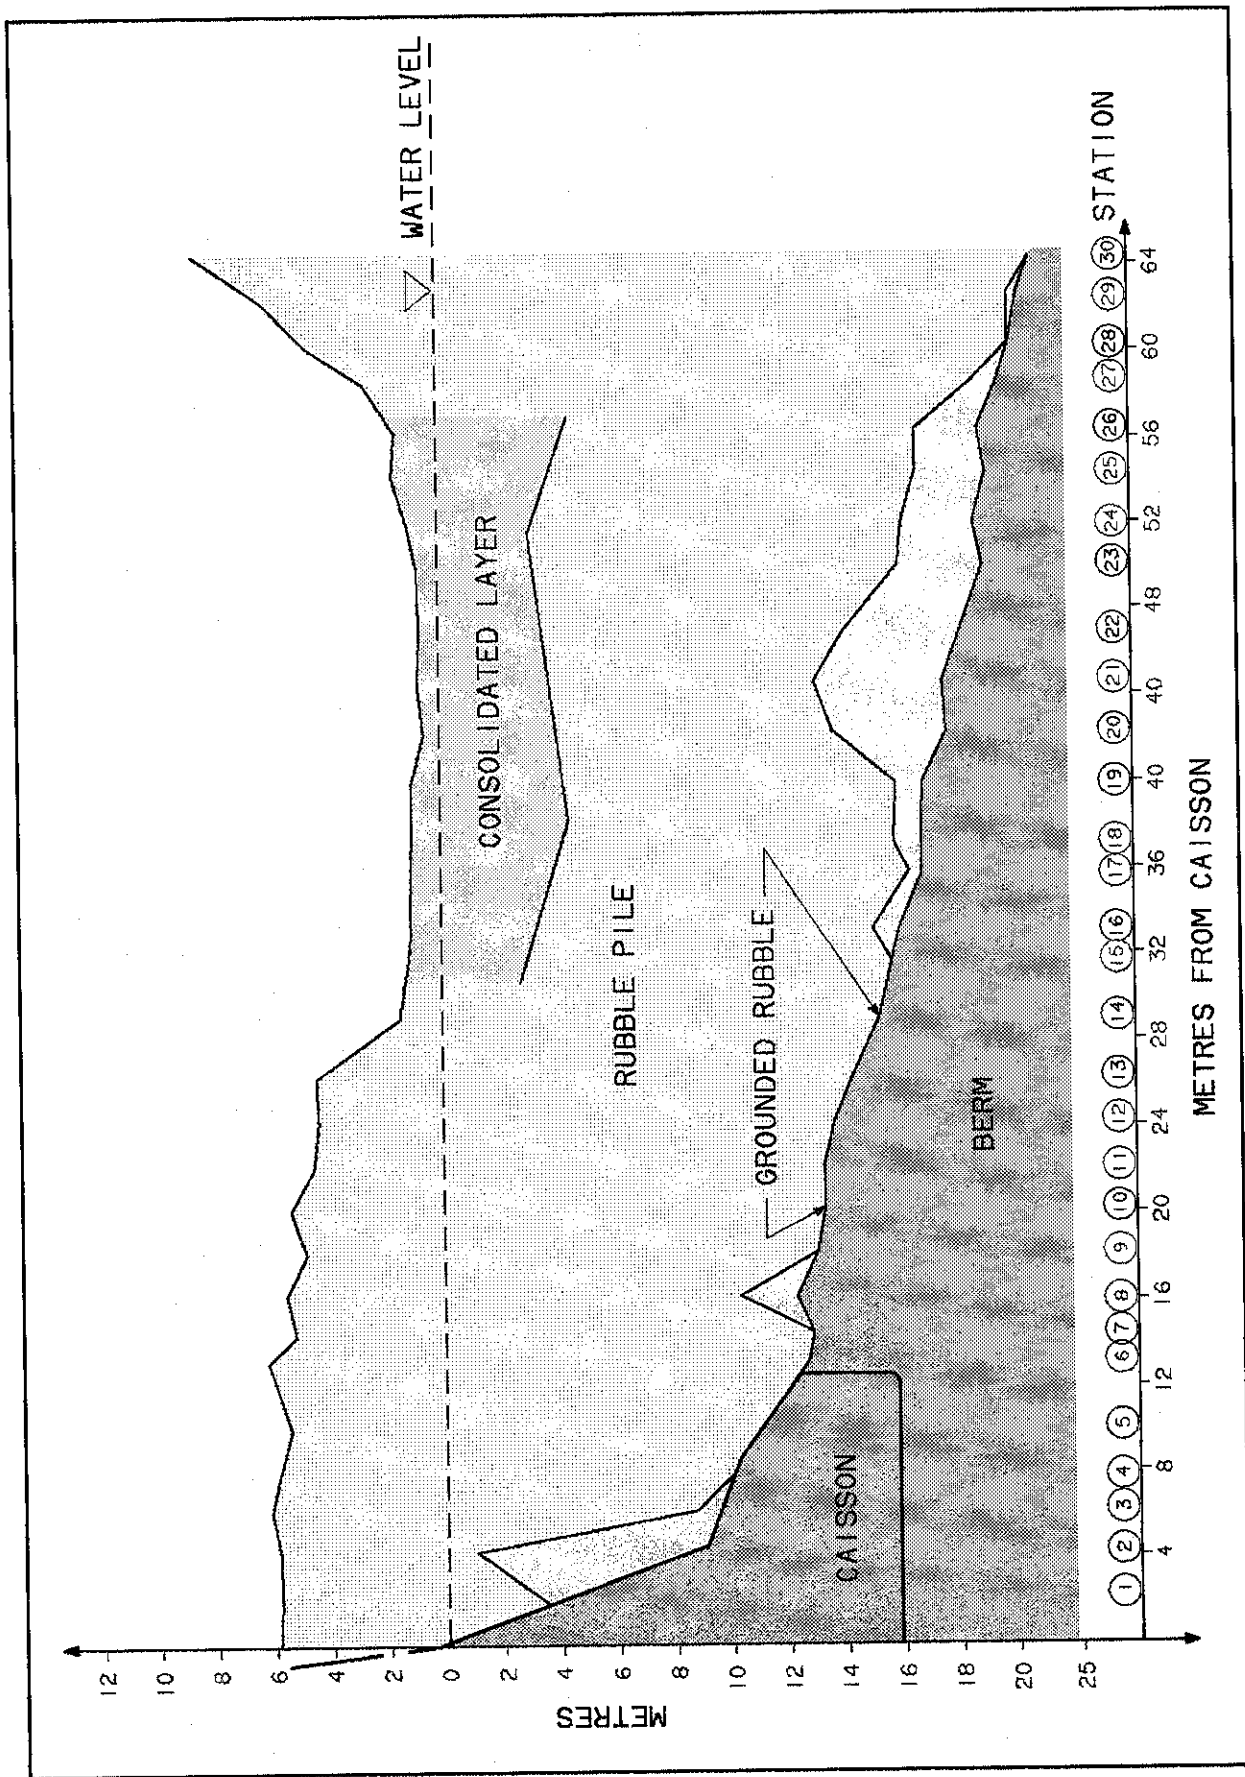 WATER LEVEL
CONSOLIDATED LAYER
RUBBLE PILE
GROUNDED RUBBLE
CAISSON
BERM
METRES
12
10
8
6
4
2
0
2
4
6
8
10
12
14
16
18
20
25
1 2 3 4 5 6 7 8 9 10 11 12 13 14 15 16 17 18 19 20 21 22 23 24 25 26 27 28 29 30 STATION
4 8 12 16 20 24 28 32 36 40 40 48 52 56 60 64
METRES FROM CAISSON